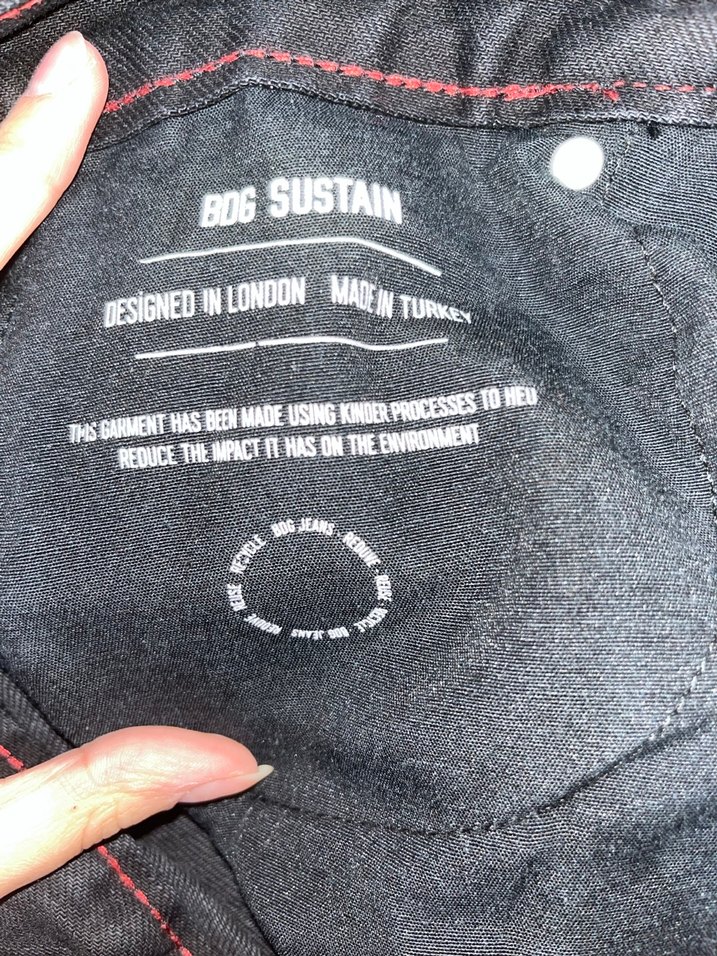 BDG SUSTAIN
DESIGNED IN LONDON MADE IN TURKEY
THIS GARMENT HAS BEEN MADE USING KINDER PROCESSES TO HELP
REDUCE THE IMPACT IT HAS ON THE ENVIRONMENT
BDG JEANS · REDUCE · REUSE · RECYCLE · BDG JEANS · REDUCE · REUSE · RECYCLE ·